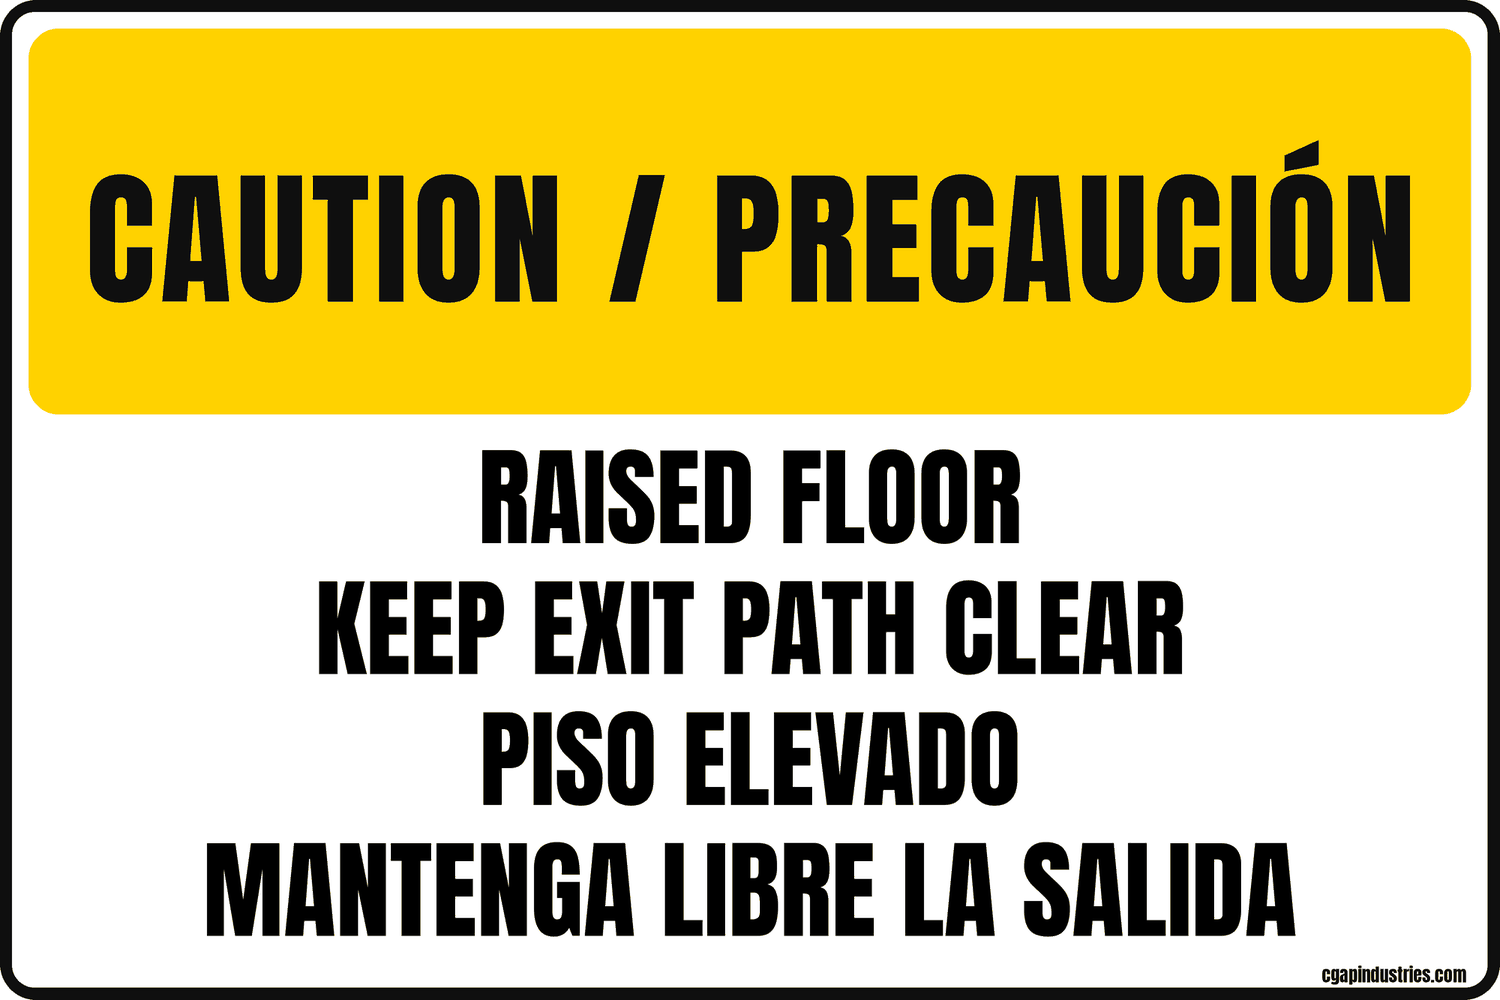 CAUTION / PRECAUCIÓN
RAISED FLOOR
KEEP EXIT PATH CLEAR
PISO ELEVADO
MANTENGA LIBRE LA SALIDA
cgapindustries.com